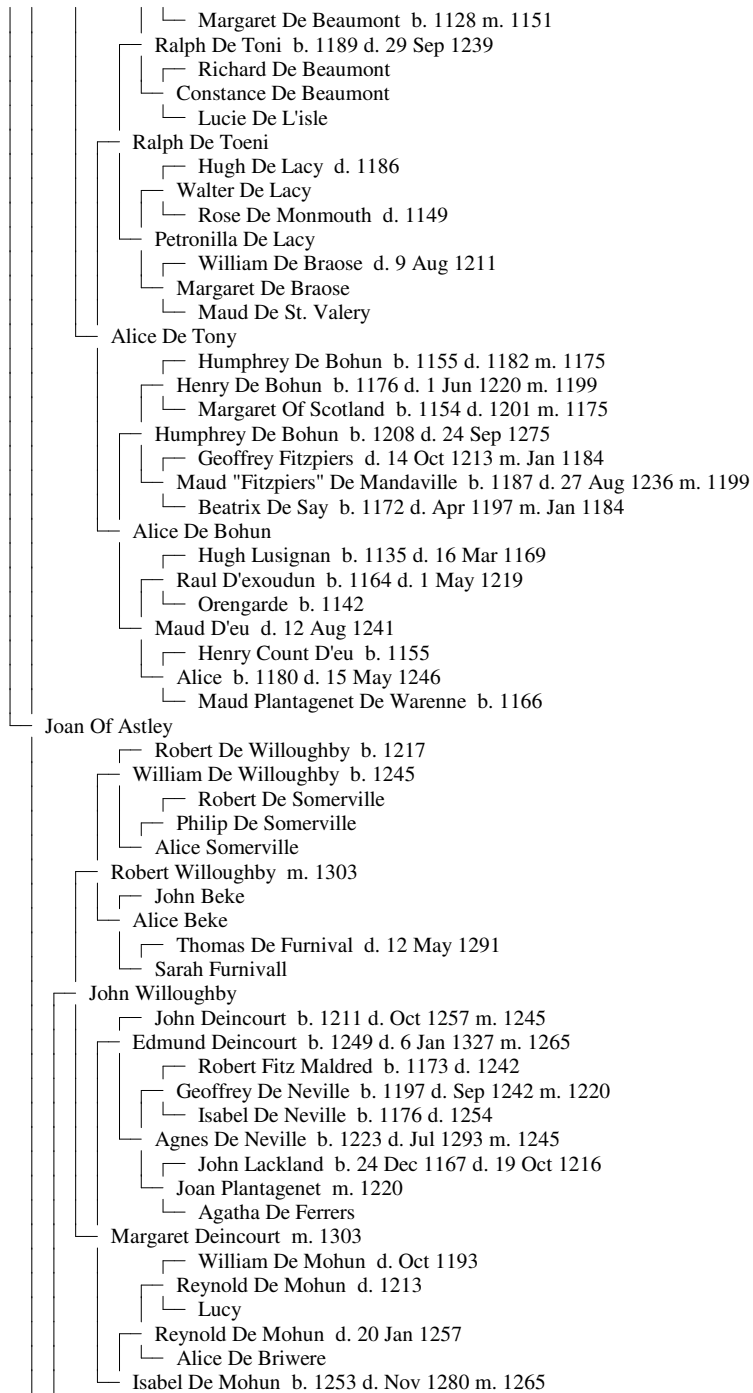 Margaret De Beaumont b. 1128 m. 1151
Ralph De Toni b. 1189 d. 29 Sep 1239
Richard De Beaumont
Constance De Beaumont
Lucie De L'isle
Ralph De Toeni
Hugh De Lacy d. 1186
Walter De Lacy
Rose De Monmouth d. 1149
Petronilla De Lacy
William De Braose d. 9 Aug 1211
Margaret De Braose
Maud De St. Valery
Alice De Tony
Humphrey De Bohun b. 1155 d. 1182 m. 1175
Henry De Bohun b. 1176 d. 1 Jun 1220 m. 1199
Margaret Of Scotland b. 1154 d. 1201 m. 1175
Humphrey De Bohun b. 1208 d. 24 Sep 1275
Geoffrey Fitzpiers d. 14 Oct 1213 m. Jan 1184
Maud "Fitzpiers" De Mandaville b. 1187 d. 27 Aug 1236 m. 1199
Beatrix De Say b. 1172 d. Apr 1197 m. Jan 1184
Alice De Bohun
Hugh Lusignan b. 1135 d. 16 Mar 1169
Raul D'exoudun b. 1164 d. 1 May 1219
Orengarde b. 1142
Maud D'eu d. 12 Aug 1241
Henry Count D'eu b. 1155
Alice b. 1180 d. 15 May 1246
Maud Plantagenet De Warenne b. 1166
Joan Of Astley
Robert De Willoughby b. 1217
William De Willoughby b. 1245
Robert De Somerville
Philip De Somerville
Alice Somerville
Robert Willoughby m. 1303
John Beke
Alice Beke
Thomas De Furnival d. 12 May 1291
Sarah Furnivall
John Willoughby
John Deincourt b. 1211 d. Oct 1257 m. 1245
Edmund Deincourt b. 1249 d. 6 Jan 1327 m. 1265
Robert Fitz Maldred b. 1173 d. 1242
Geoffrey De Neville b. 1197 d. Sep 1242 m. 1220
Isabel De Neville b. 1176 d. 1254
Agnes De Neville b. 1223 d. Jul 1293 m. 1245
John Lackland b. 24 Dec 1167 d. 19 Oct 1216
Joan Plantagenet m. 1220
Agatha De Ferrers
Margaret Deincourt m. 1303
William De Mohun d. Oct 1193
Reynold De Mohun d. 1213
Lucy
Reynold De Mohun d. 20 Jan 1257
Alice De Briwere
Isabel De Mohun b. 1253 d. Nov 1280 m. 1265